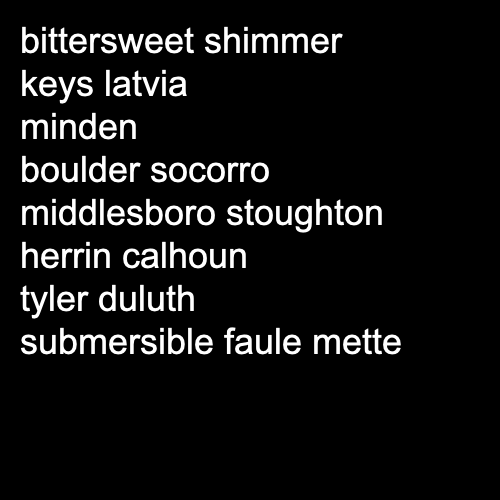 bittersweet shimmer
keys latvia
minden
boulder socorro
middlesboro stoughton
herrin calhoun
tyler duluth
submersible faule mette